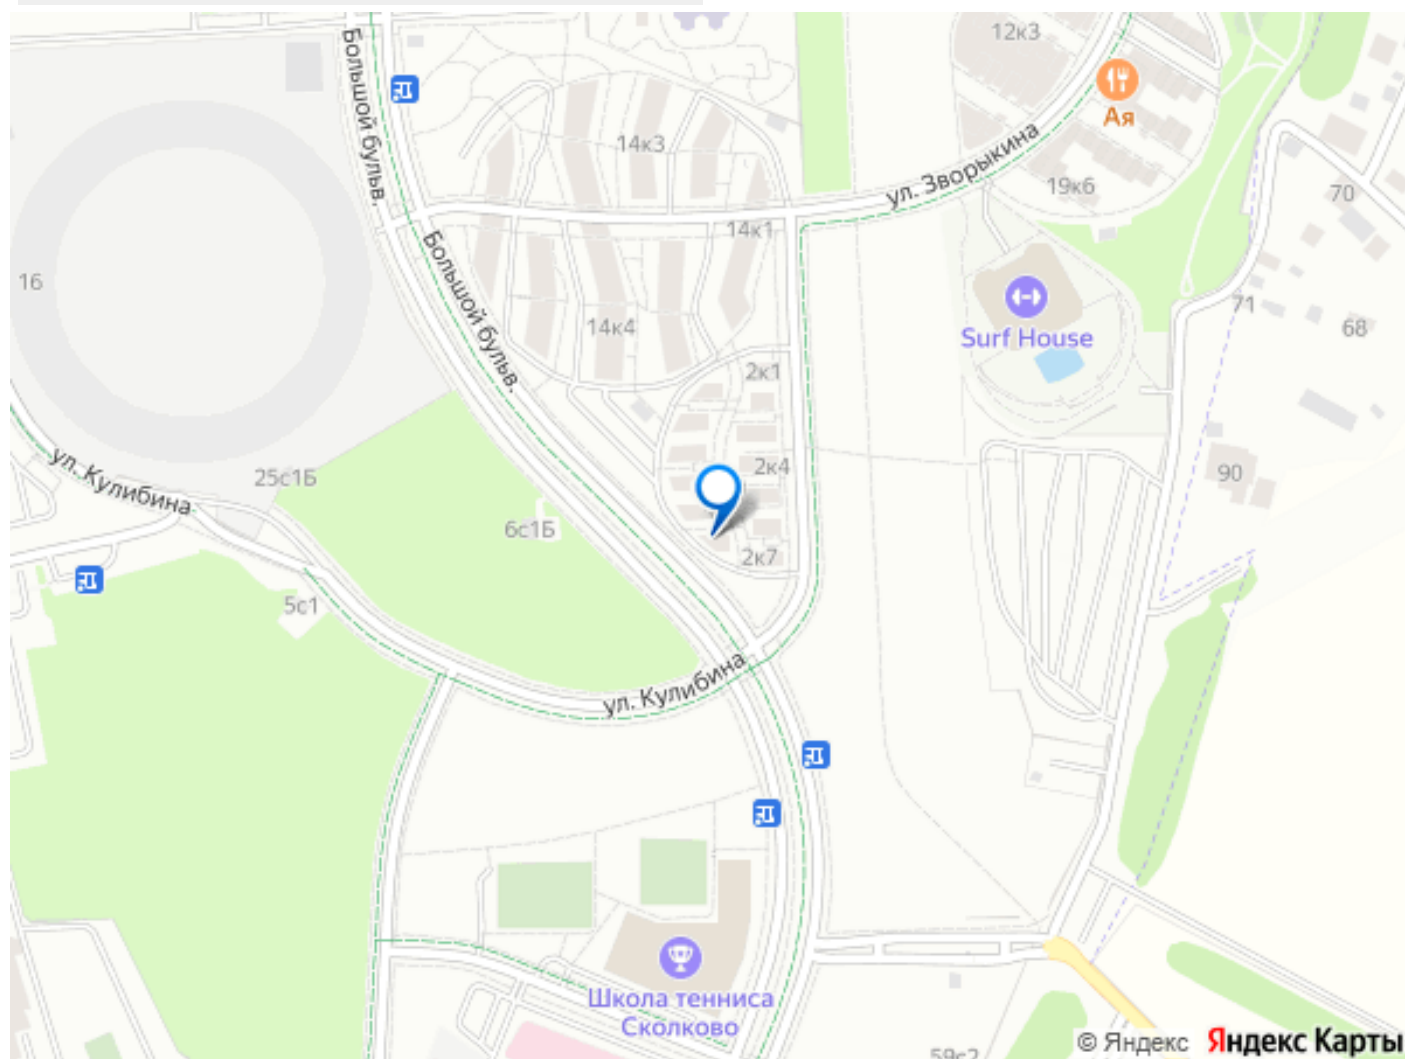 12к3
Большой бульв.
Ая
14к3
ул. Зворыкина
19к6
70
14к1
Большой бульв.
16
71
14к4
Surf House
68
2к1
ул. Кулибина
25с1Б
2к4
90
6с1Б
2к7
5с1
ул. Кулибина
Школа тенниса
Сколково
59с2
© Яндекс Яндекс Карты